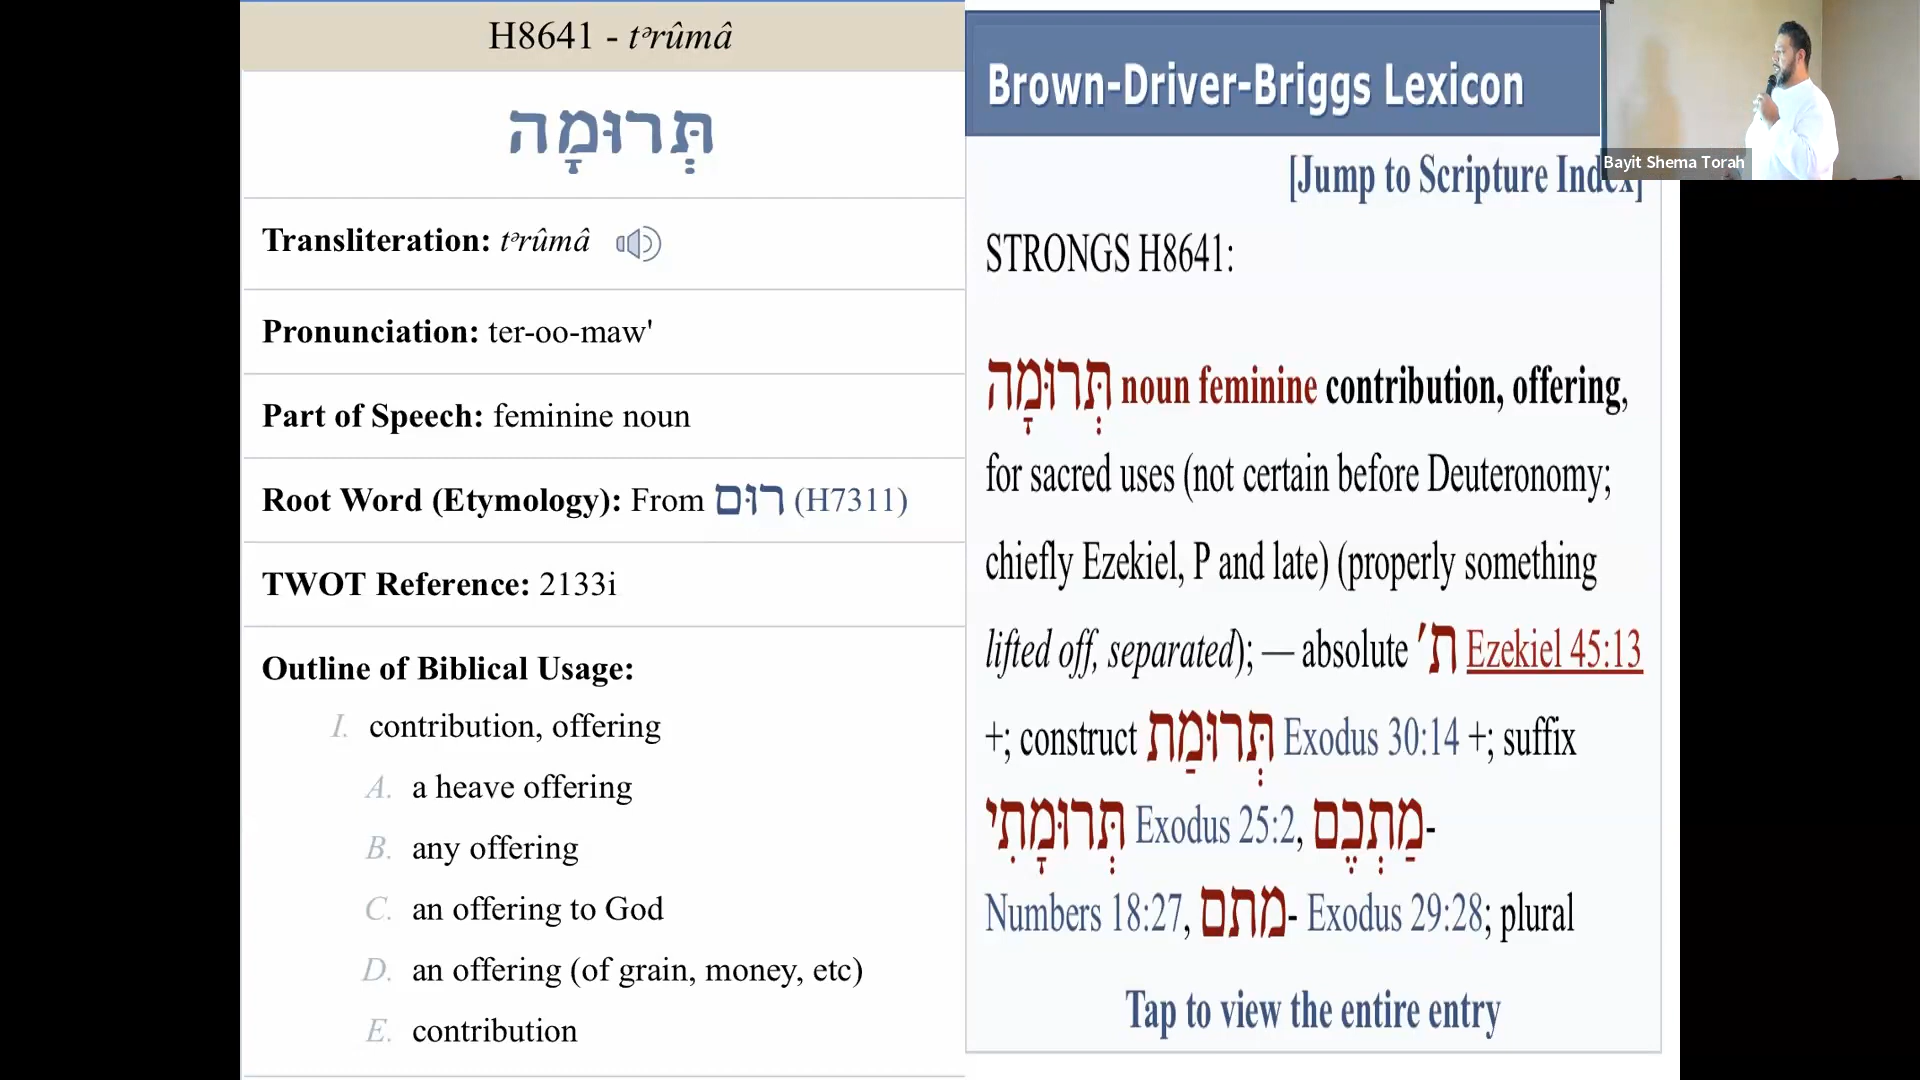 H8641 - tᵊrûmâ
תְּרוּמָה
Transliteration: tᵊrûmâ
Pronunciation: ter-oo-maw'
Part of Speech: feminine noun
Root Word (Etymology): From רוּם (H7311)
TWOT Reference: 2133i
Outline of Biblical Usage:
I. contribution, offering
A. a heave offering
B. any offering
C. an offering to God
D. an offering (of grain, money, etc)
E. contribution
Brown-Driver-Briggs Lexicon
[Jump to Scripture Index]
STRONGS H8641:
תְּרוּמָה noun feminine contribution, offering,
for sacred uses (not certain before Deuteronomy;
chiefly Ezekiel, P and late) (properly something
lifted off, separated); — absolute ת׳ Ezekiel 45:13
+; construct תְּרוּמַת Exodus 30:14 +; suffix
תְּרוּמָתִי Exodus 25:2, מַתְכֶם-
Numbers 18:27, מתם- Exodus 29:28; plural
Tap to view the entire entry
Bayit Shema Torah